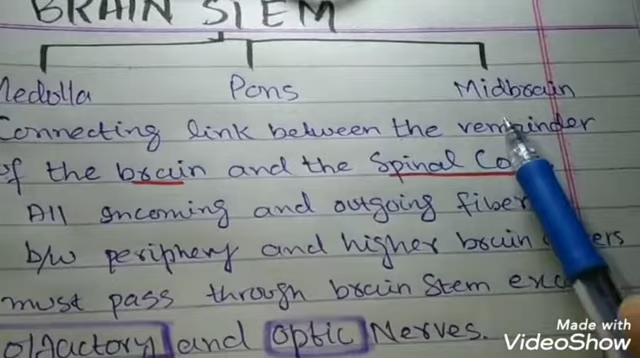 BRAIN STEM
Medulla Pons Midbrain
Connecting link between the remainder
of the brain and the Spinal Co
All incoming and outgoing fiber
b/w periphery and higher brain ers
must pass through brain Stem exc
olfactory and optic Nerves.
Made with
VideoShow